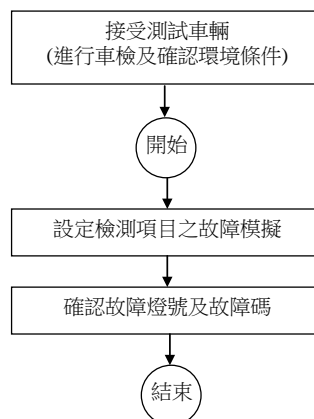 接受測試車輛
(進行車檢及確認環境條件)
開始
設定檢測項目之故障模擬
確認故障燈號及故障碼
結束